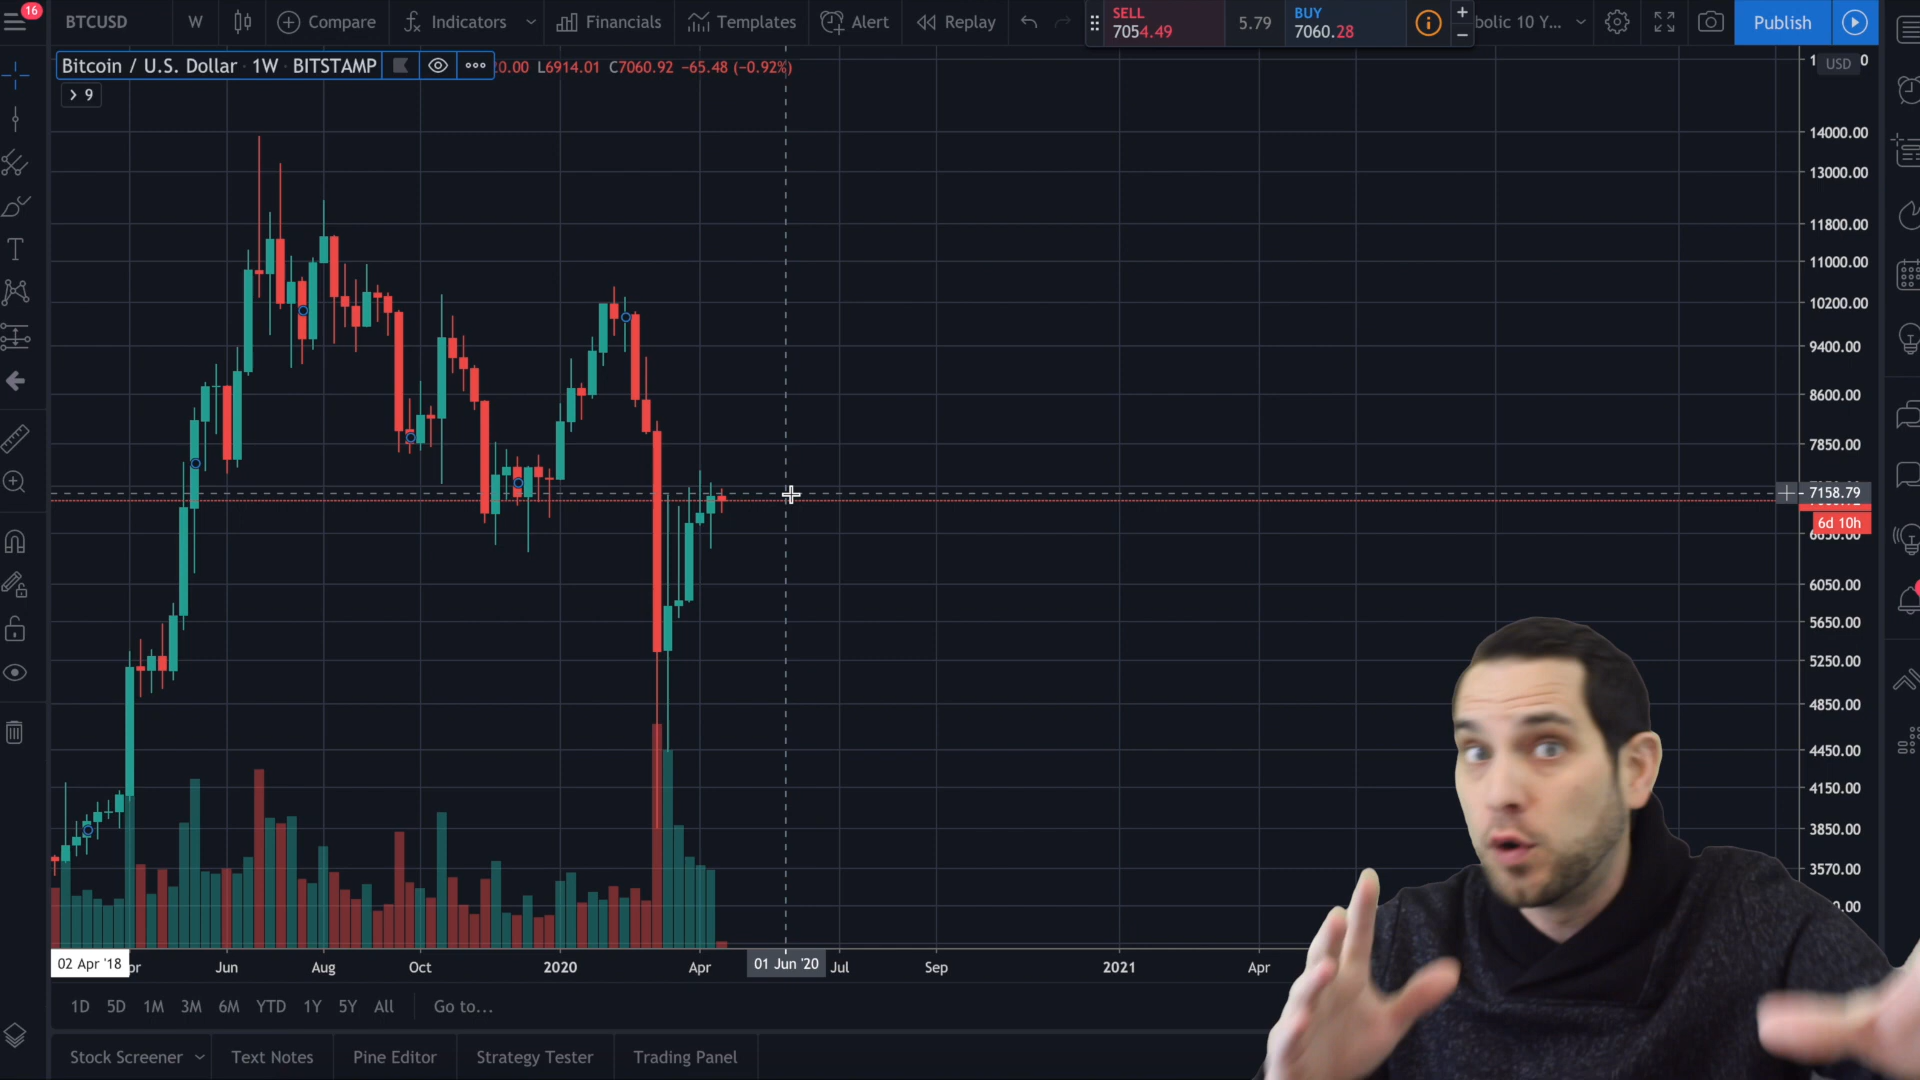 16
BTCUSD W Compare Indicators Financials Templates Alert Replay
SELL
7054.49
5.79
BUY
7060.28
bolic 10 Y...
Publish
Bitcoin / U.S. Dollar · 1W · BITSTAMP
0.00 L6914.01 C7060.92 −65.48 (−0.92%)
9
USD
14000.00
13000.00
11800.00
11000.00
10200.00
9400.00
8600.00
7850.00
7158.79
6d 10h
6650.00
6050.00
5650.00
5250.00
4850.00
4450.00
4150.00
3850.00
3570.00
02 Apr '18 Jun Aug Oct 2020 Apr 01 Jun '20 Jul Sep 2021 Apr
1D 5D 1M 3M 6M YTD 1Y 5Y All Go to...
Stock Screener Text Notes Pine Editor Strategy Tester Trading Panel